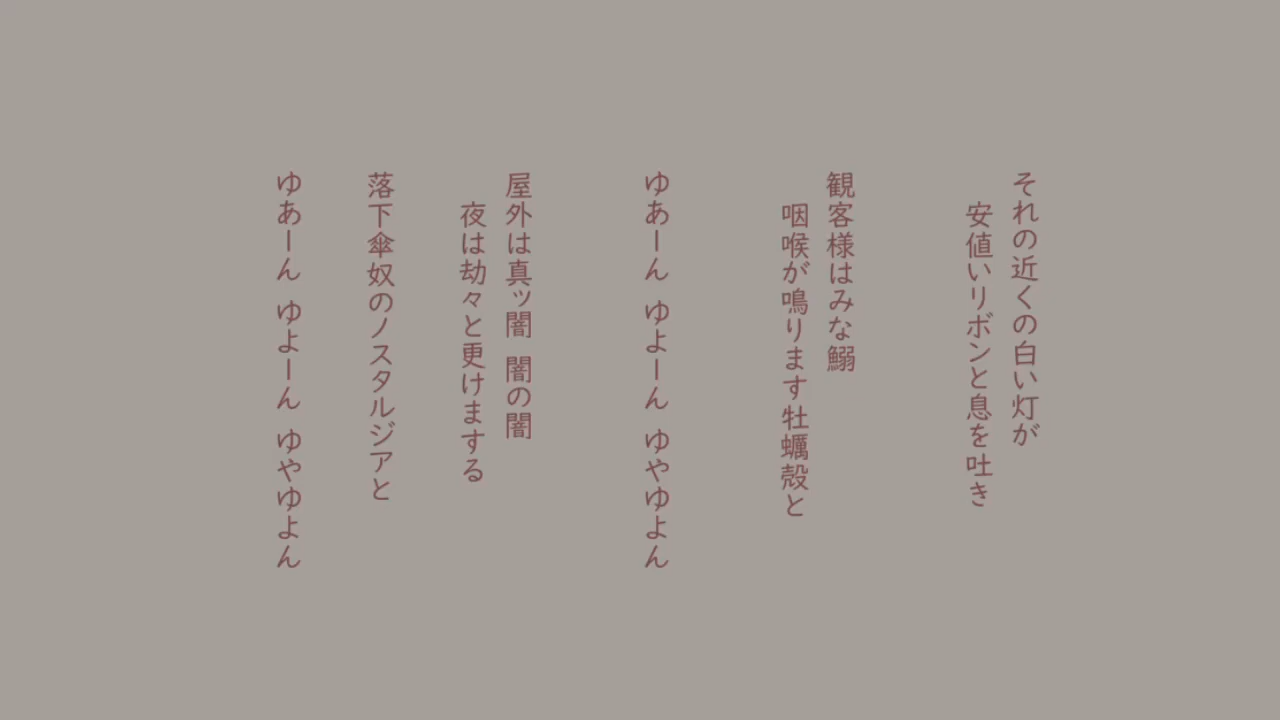 それの近くの白い灯が
安値いリボンと息を吐き
観客様はみな鰯
咽喉が鳴ります牡蠣殻と
ゆあーん ゆよーん ゆやゆよん
屋外は真ッ闇 闇の闇
夜は劫々と更けまする
落下傘奴のノスタルジアと
ゆあーん ゆよーん ゆやゆよん